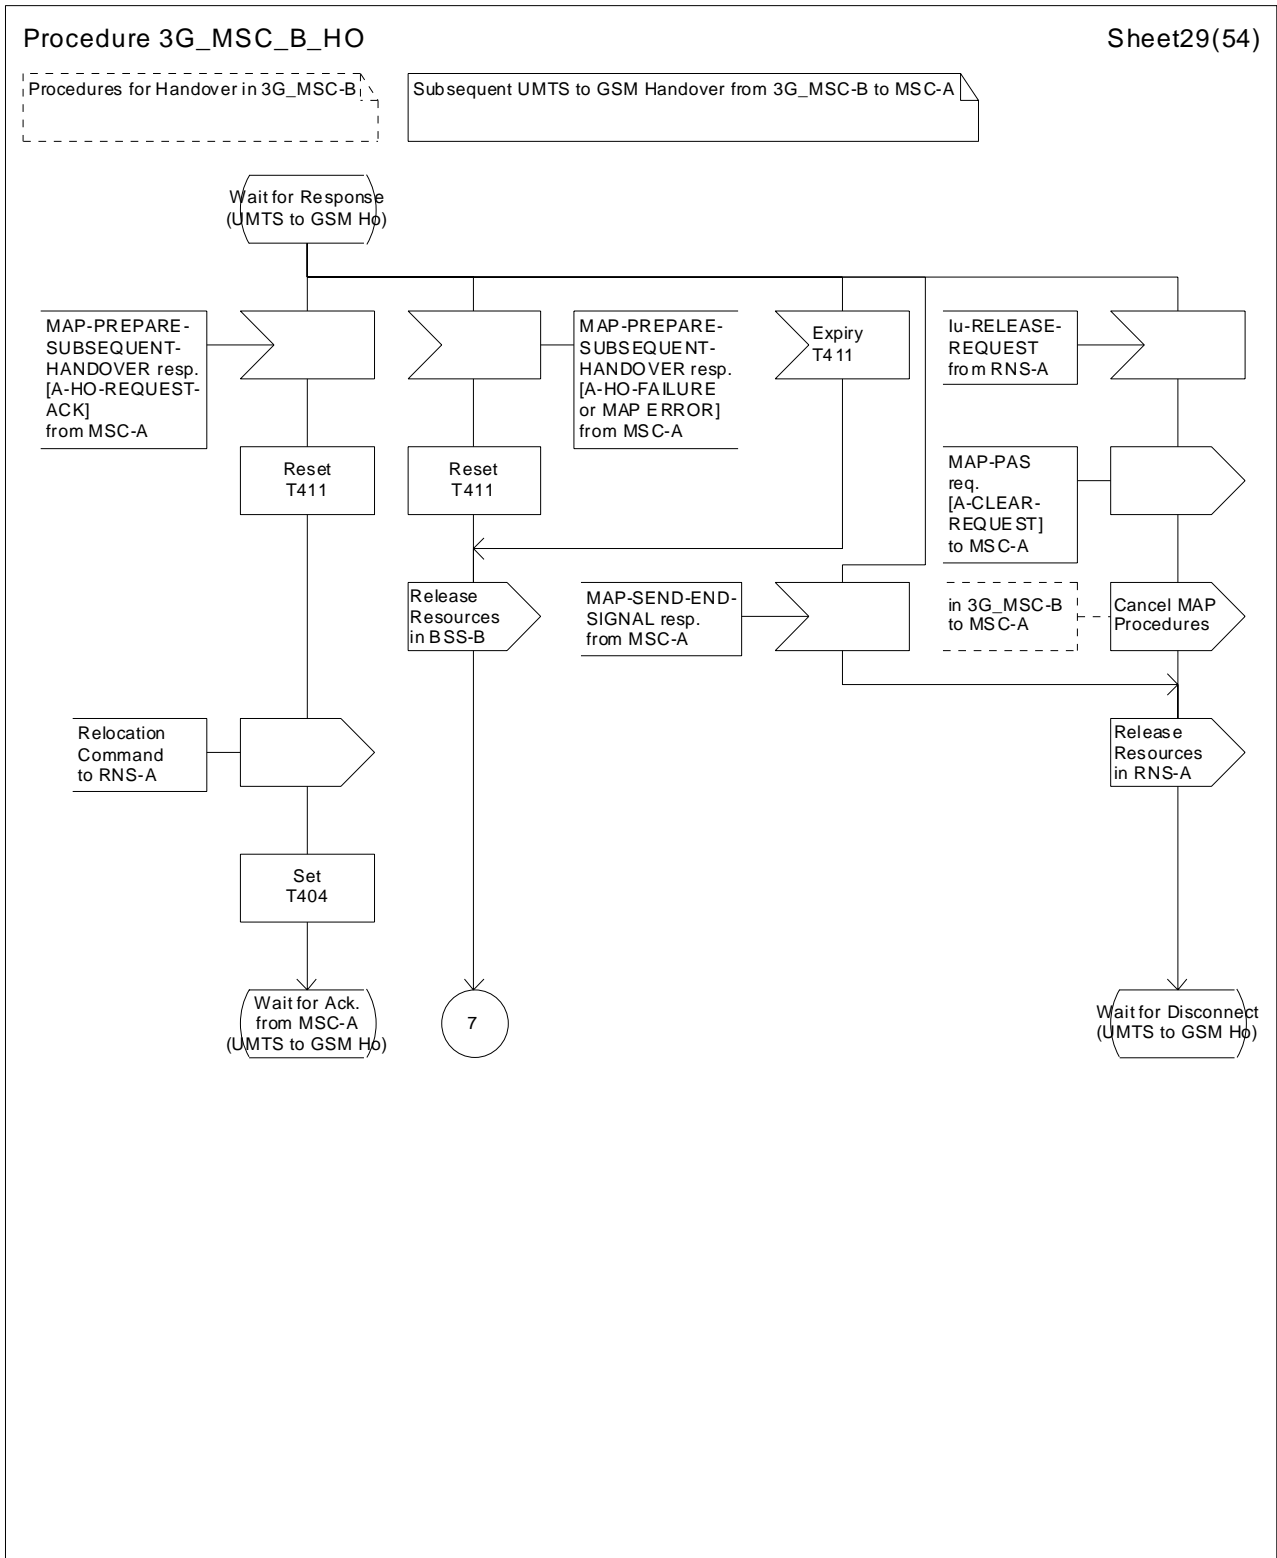 Procedure 3G_MSC_B_HO
Sheet29(54)
Procedures for Handover in 3G_MSC-B
Subsequent UMTS to GSM Handover from 3G_MSC-B to MSC-A
Wait for Response
(UMTS to GSM Ho)
MAP-PREPARE-
SUBSEQUENT-
HANDOVER resp.
[A-HO-REQUEST-
ACK]
from MSC-A
MAP-PREPARE-
SUBSEQUENT-
HANDOVER resp.
[A-HO-FAILURE
or MAP ERROR]
from MSC-A
Expiry
T411
Iu-RELEASE-
REQUEST
from RNS-A
Reset
T411
Reset
T411
MAP-PAS
req.
[A-CLEAR-
REQUEST]
to MSC-A
Release
Resources
in BSS-B
MAP-SEND-END-
SIGNAL resp.
from MSC-A
in 3G_MSC-B
to MSC-A
Cancel MAP
Procedures
Relocation
Command
to RNS-A
Release
Resources
in RNS-A
Set
T404
Wait for Ack.
from MSC-A
(UMTS to GSM Ho)
7
Wait for Disconnect
(UMTS to GSM Ho)